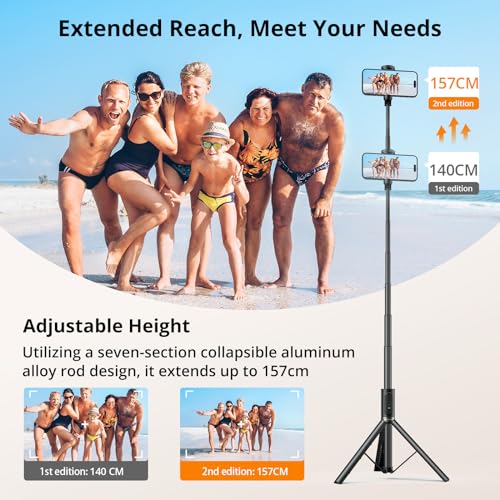 Extended Reach, Meet Your Needs
157CM
2nd edition
140CM
1st edition
Adjustable Height
Utilizing a seven-section collapsible aluminum
alloy rod design, it extends up to 157cm
1st edition: 140 CM
2nd edition: 157CM